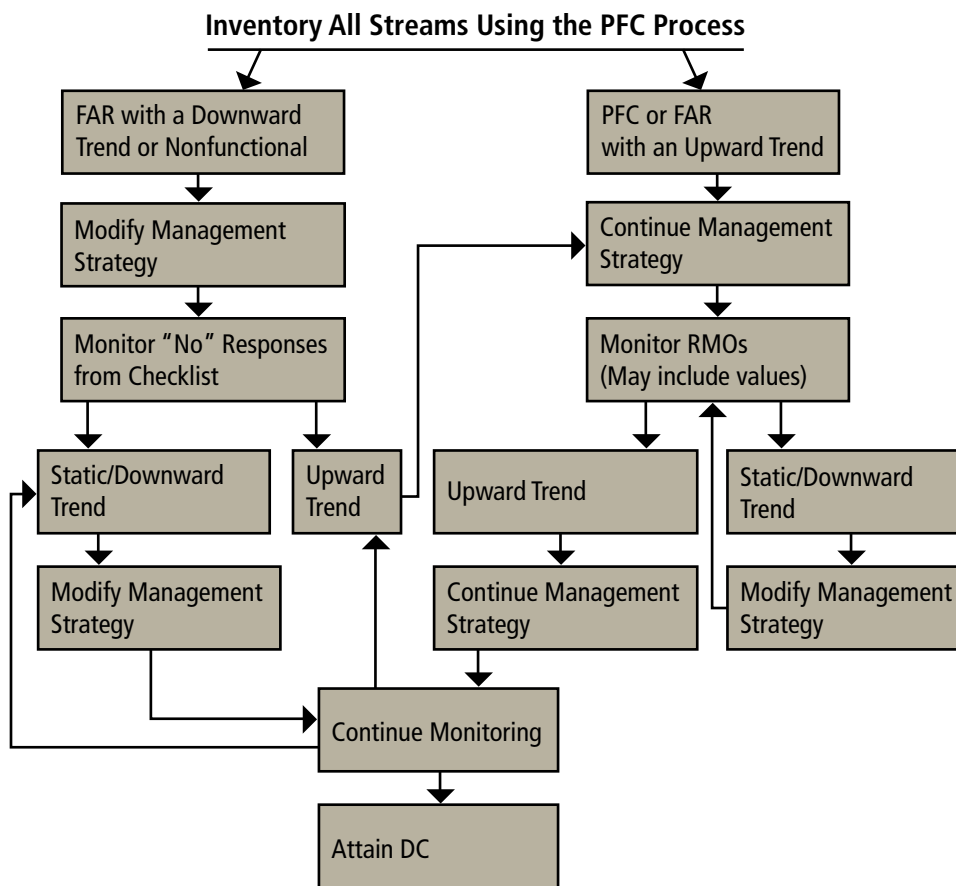 Inventory All Streams Using the PFC Process
FAR with a Downward
Trend or Nonfunctional
PFC or FAR
with an Upward Trend
Modify Management
Strategy
Continue Management
Strategy
Monitor "No" Responses
from Checklist
Monitor RMOs
(May include values)
Static/Downward
Trend
Upward
Trend
Upward Trend
Static/Downward
Trend
Modify Management
Strategy
Continue Management
Strategy
Modify Management
Strategy
Continue Monitoring
Attain DC